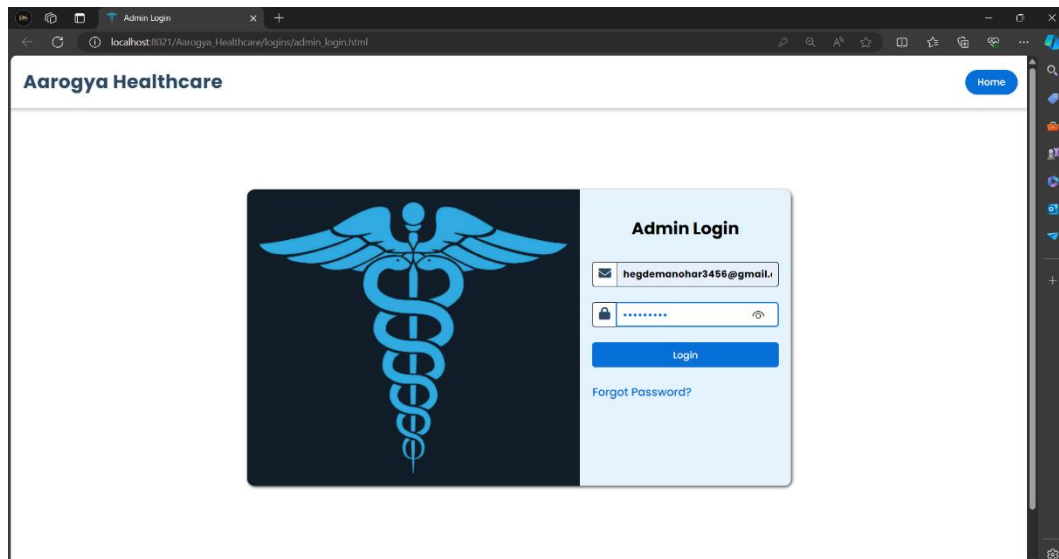 Admin Login
localhost:8021/Aarogya_Healthcare/logins/admin_login.html
Aarogya Healthcare
Home
Admin Login
hegdemanohar3456@gmail.
Login
Forgot Password?